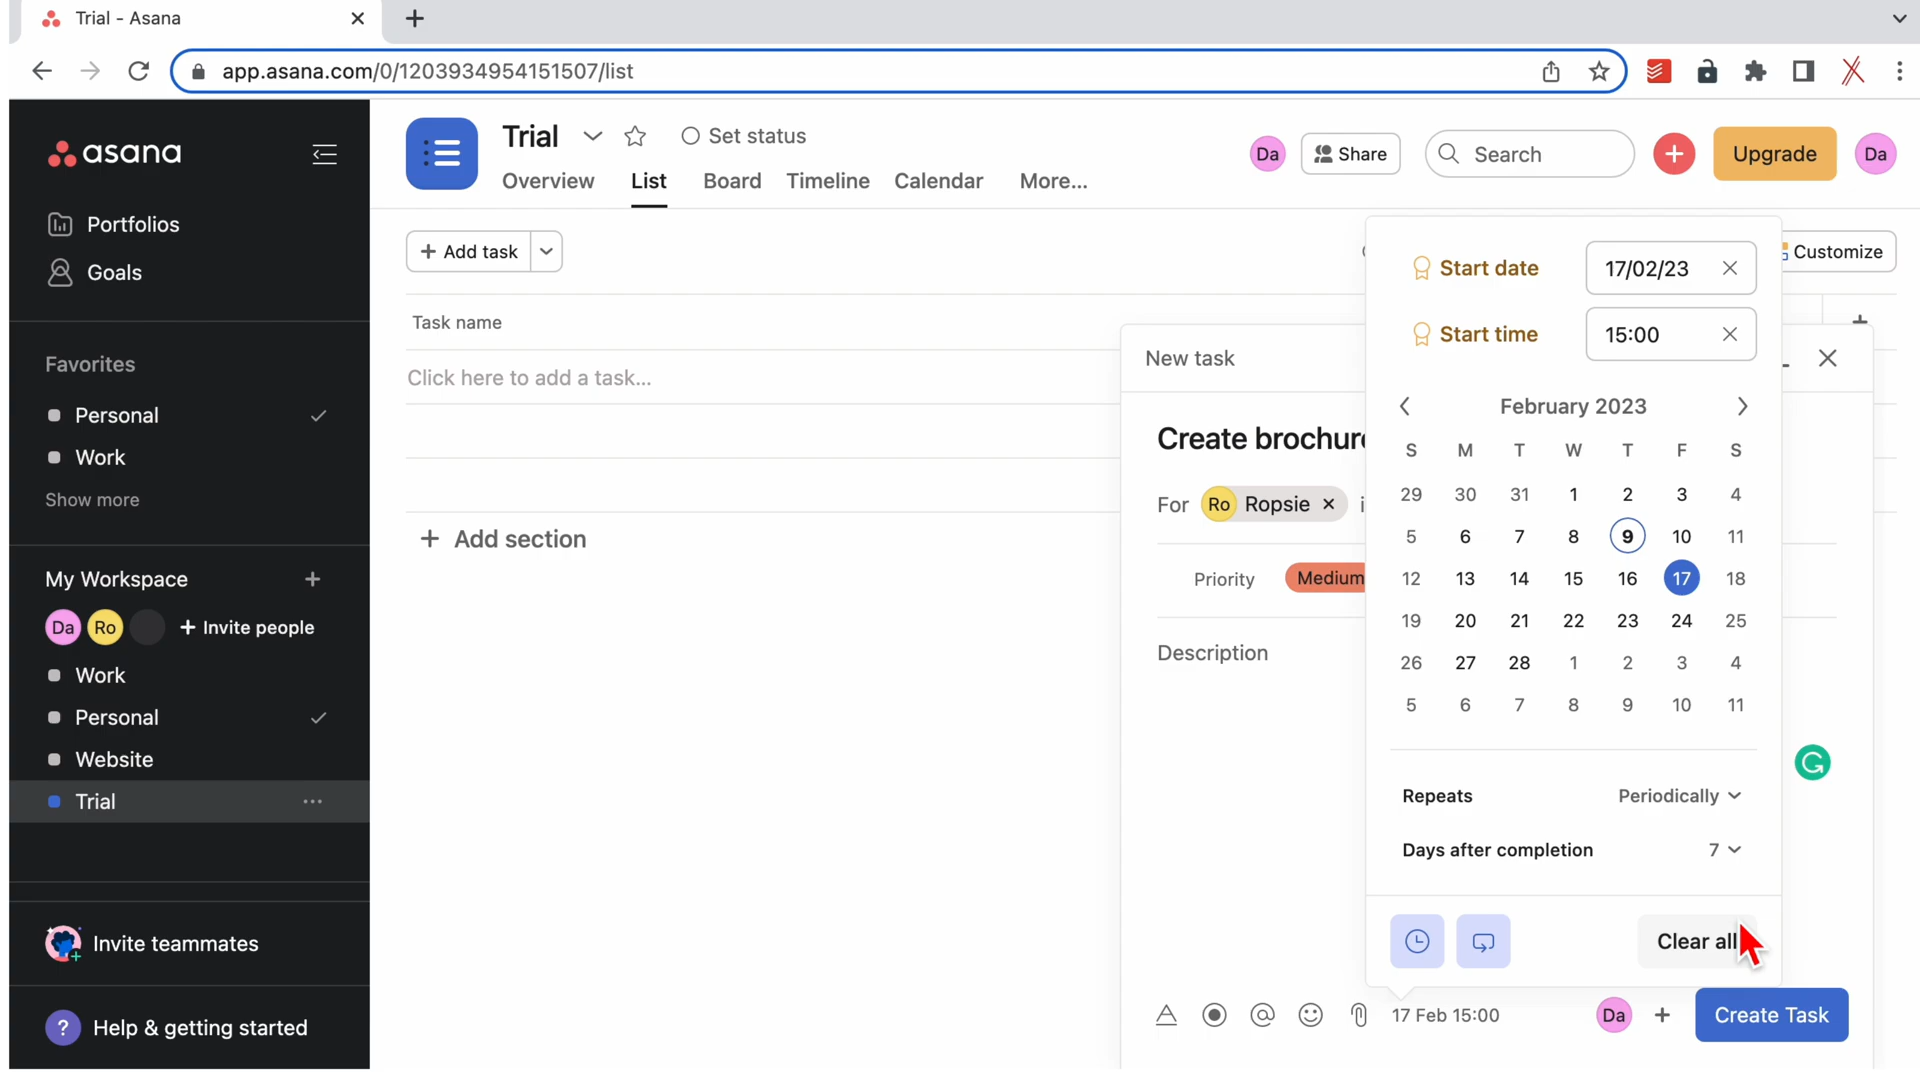 Trial - Asana
app.asana.com/0/1203934954151507/list
asana
Portfolios
Goals
Favorites
Personal
Work
Show more
My Workspace
Da Ro Invite people
Work
Personal
Website
Trial
Invite teammates
? Help & getting started
Trial Set status
Overview List Board Timeline Calendar More...
Da Share Search Upgrade Da
+ Add task Customize
Task name
Click here to add a task...
+ Add section
New task
Create brochure
For Ro Ropsie
Priority Medium
Description
Start date 17/02/23
Start time 15:00
February 2023
S M T W T F S
29 30 31 1 2 3 4
5 6 7 8 9 10 11
12 13 14 15 16 17 18
19 20 21 22 23 24 25
26 27 28 1 2 3 4
5 6 7 8 9 10 11
Repeats Periodically
Days after completion 7
Clear all
17 Feb 15:00 Da + Create Task